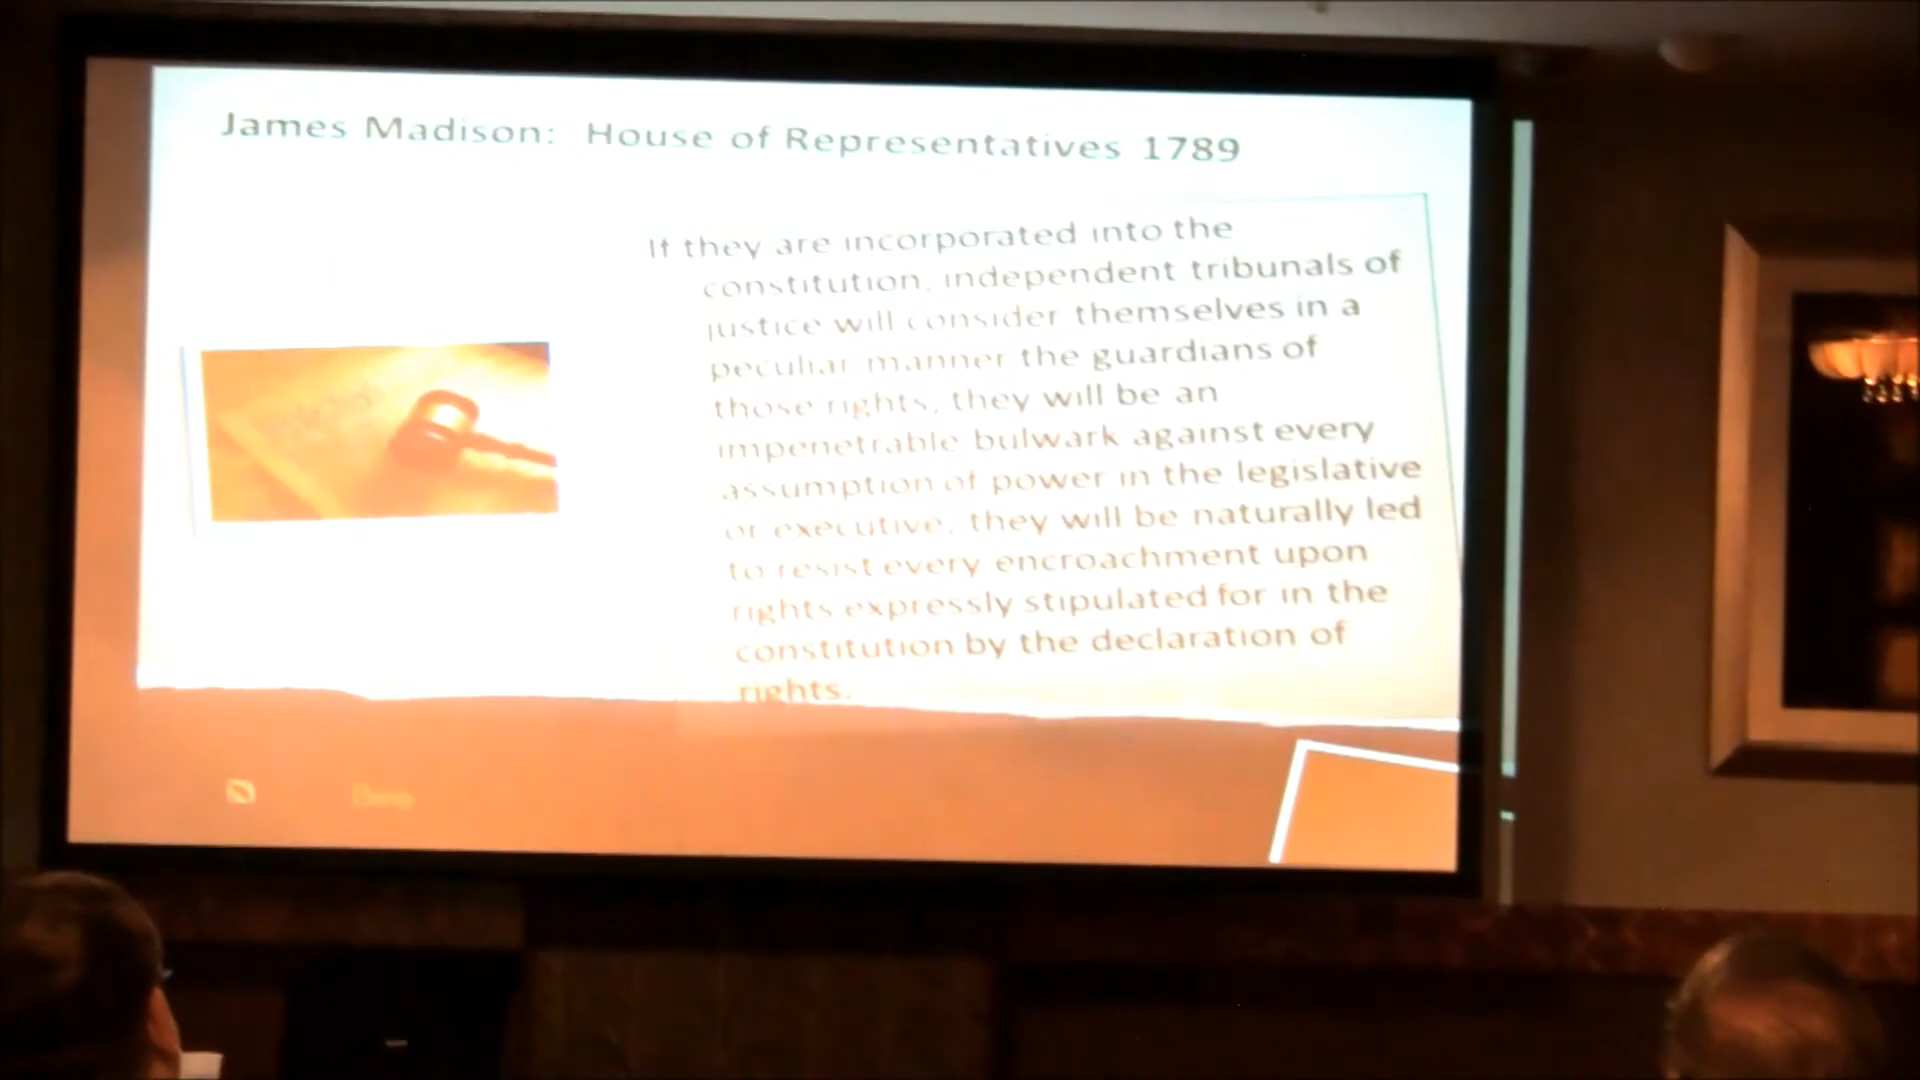 James Madison: House of Representatives 1789
If they are incorporated into the
constitution, independent tribunals of
justice will consider themselves in a
peculiar manner the guardians of
those rights, they will be an
impenetrable bulwark against every
assumption of power in the legislative
or executive, they will be naturally led
to resist every encroachment upon
rights expressly stipulated for in the
constitution by the declaration of
rights.